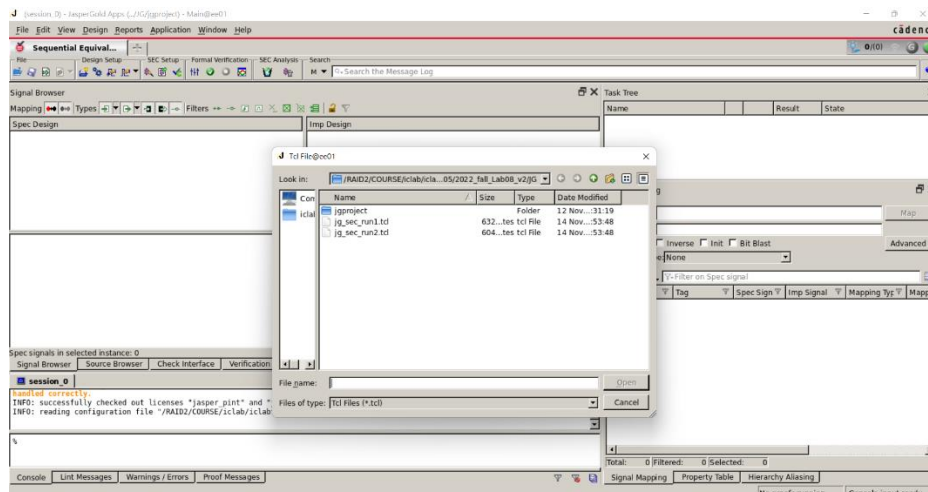 (session_0) - JasperGold Apps (.../JG/jgproject) - Main@ee01
File Edit View Design Reports Application Window Help
cādenc
Sequential Equival...
0/(0)
File Design Setup SEC Setup Formal Verification SEC Analysis Search
Search the Message Log
Signal Browser
Mapping Types Filters
Spec Design Imp Design
Task Tree
Name Result State
Tcl File@ee01
Look in: /RAID2/COURSE/iclab/icla...05/2022_fall_Lab08_v2/JG
Con
iclal
Name Size Type Date Modified
jgproject Folder 12 Nov...:31:19
jg_sec_run1.tcl 632...tes tcl File 14 Nov...:53:48
jg_sec_run2.tcl 604...tes tcl File 14 Nov...:53:48
File name: Open
Files of type: Tcl Files (*.tcl) Cancel
Map
Inverse Init Bit Blast Advanced
None
Filter on Spec signal
Tag Spec Sign Imp Signal Mapping Typ Mapp
Spec signals in selected instance: 0
Signal Browser Source Browser Check Interface Verification
session_0
handled correctly.
INFO: successfully checked out licenses "jasper_pint" and "
INFO: reading configuration file "/RAID2/COURSE/iclab/iclab
%
Total: 0 Filtered: 0 Selected: 0
Console Lint Messages Warnings / Errors Proof Messages
Signal Mapping Property Table Hierarchy Aliasing